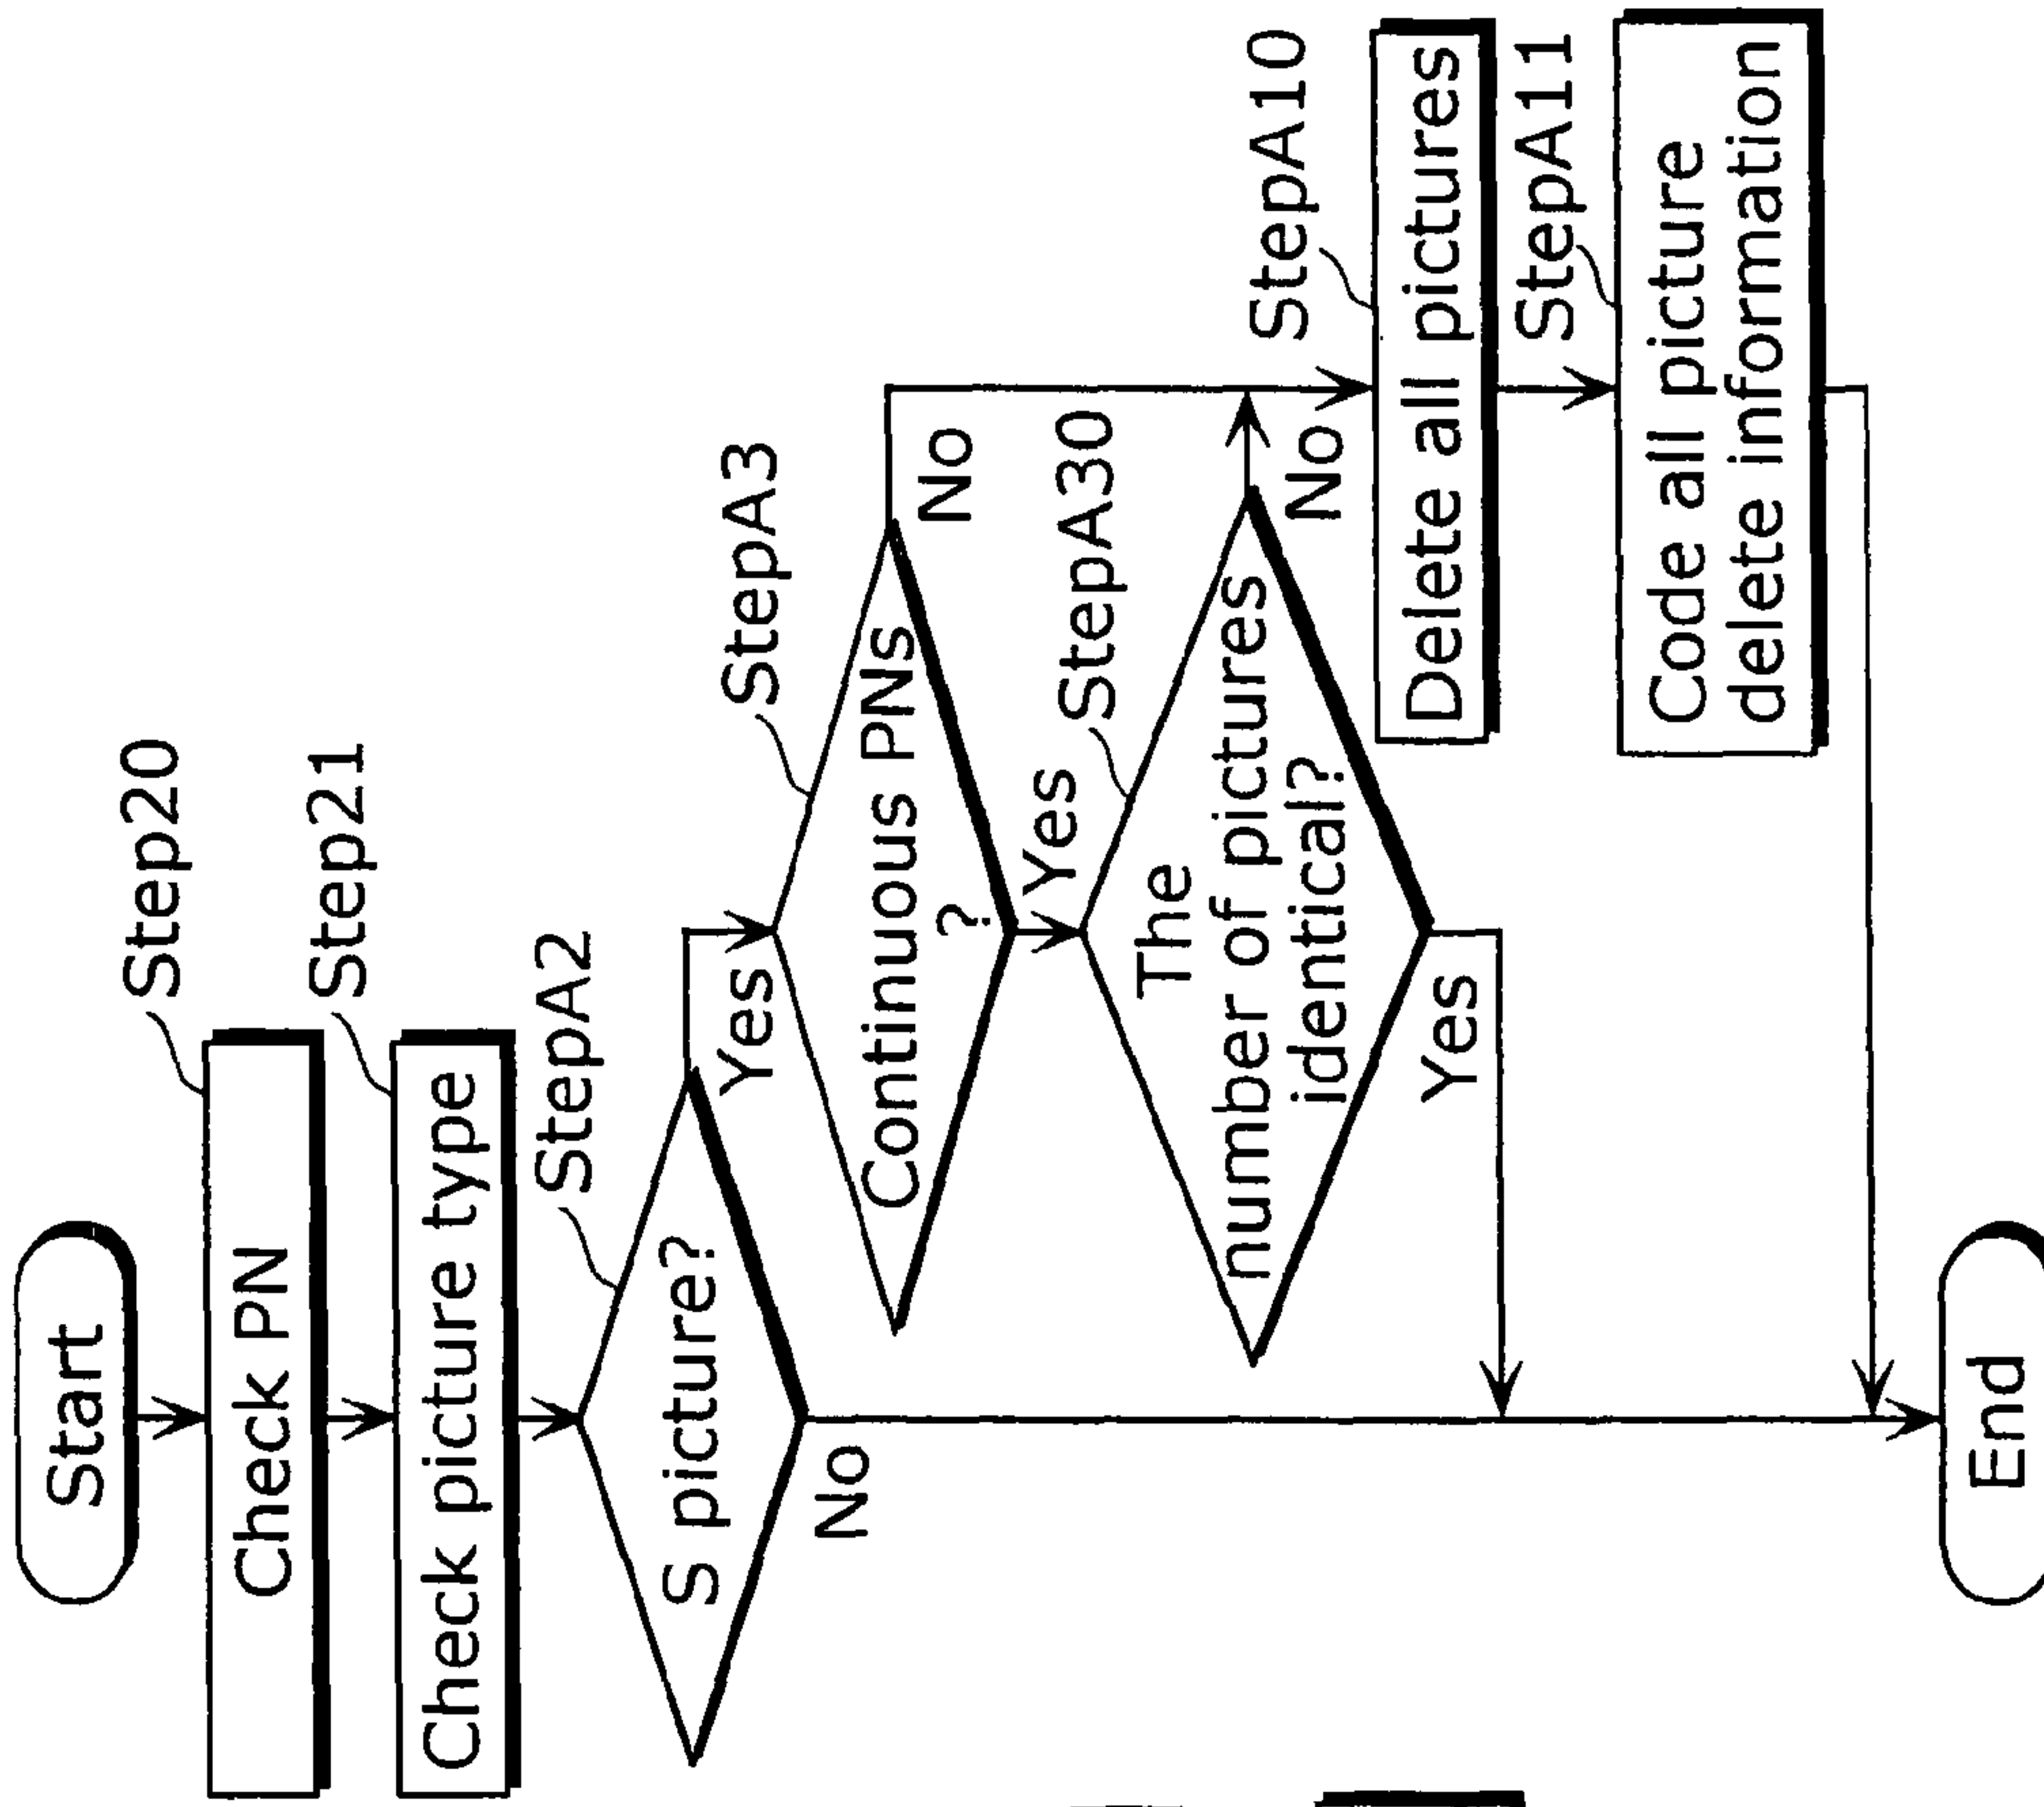 Start
Step20
Check PN
Step21
Check picture type
StepA2
S picture?
Yes
No
StepA3
Continuous PNs
?
No
Yes
StepA30
The
number of pictures
identical?
No
Yes
StepA10
Delete all pictures
StepA11
Code all picture
delete information
End